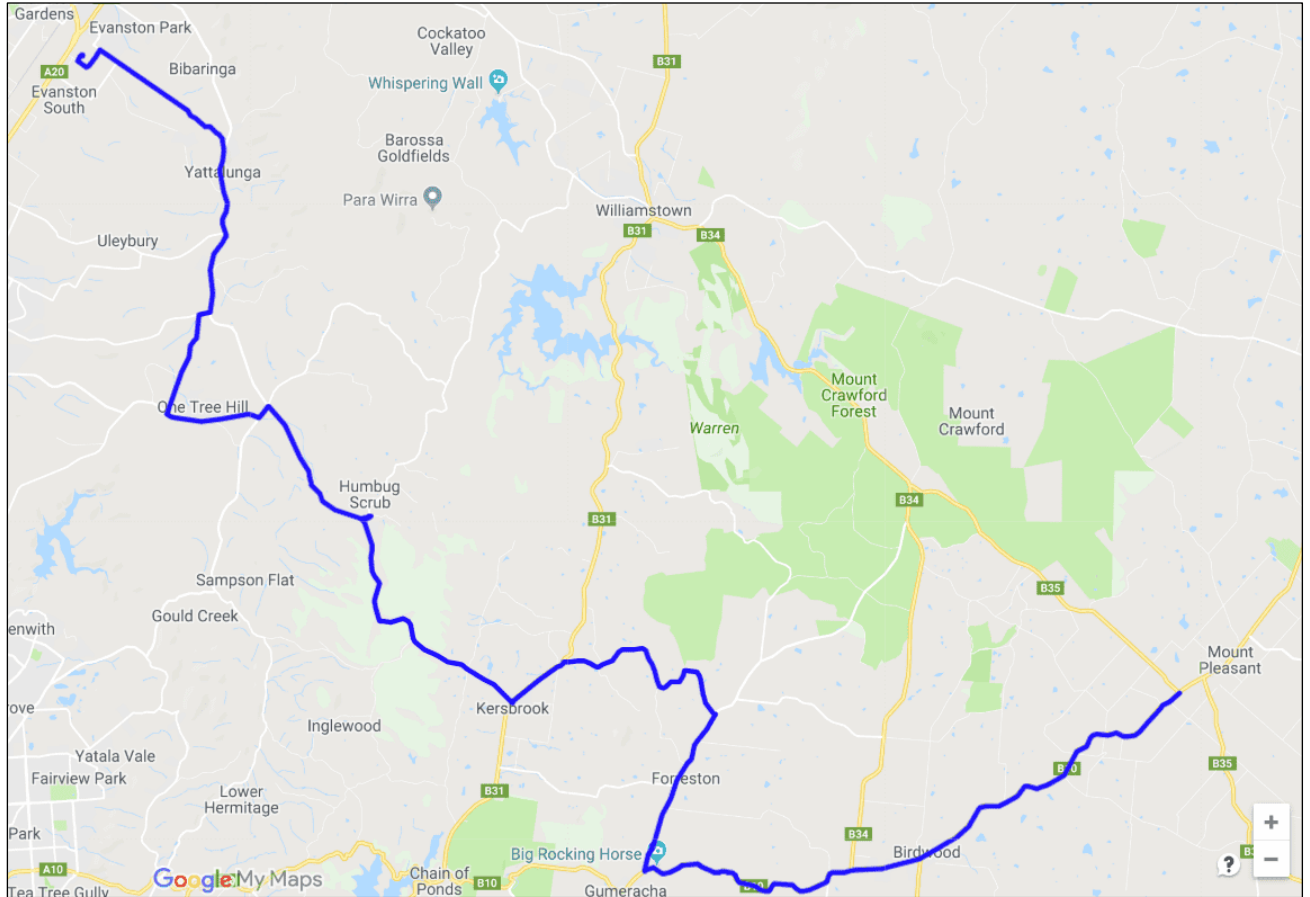 Gardens
Evanston Park
Cockatoo
Valley
B31
A20
Bibaringa
Whispering Wall
Evanston
South
Barossa
Goldfields
Yattalunga
Para Wirra
Williamstown
Uleybury
B31
B34
Mount
Crawford
Forest
One Tree Hill
Mount
Crawford
Warren
Humbug
Scrub
B34
B31
Sampson Flat
B35
Gould Creek
enwith
Mount
Pleasant
rove
Kersbrook
Inglewood
Yatala Vale
B35
Fairview Park
Forreston
B10
Lower
Hermitage
B31
Park
B34
Big Rocking Horse
Birdwood
A10
Google My Maps
Chain of
Ponds
B10
Gumeracha
B10
Tea Tree Gully
+
−
?